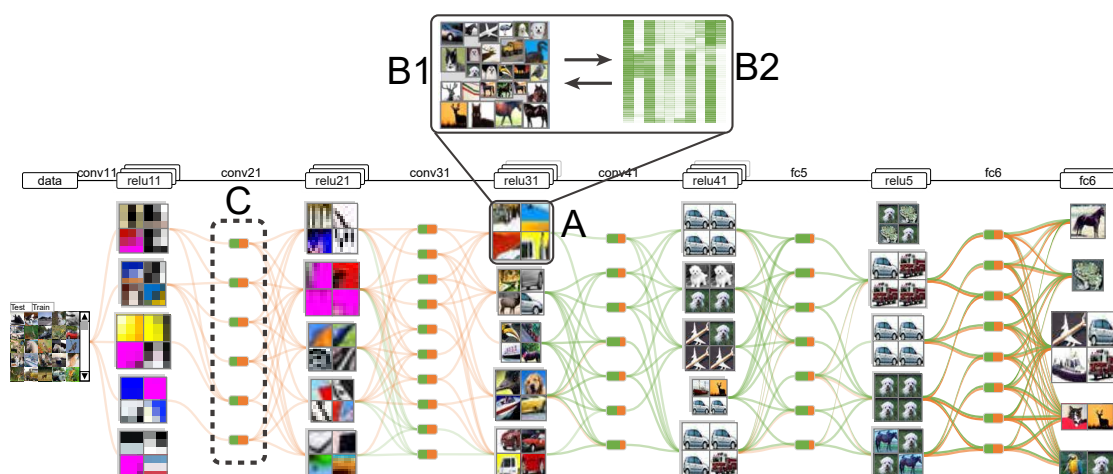 B1
B2
data
conv11
relu11
conv21
relu21
conv31
relu31
conv41
relu41
fc5
relu5
fc6
fc6
C
A
Test Train